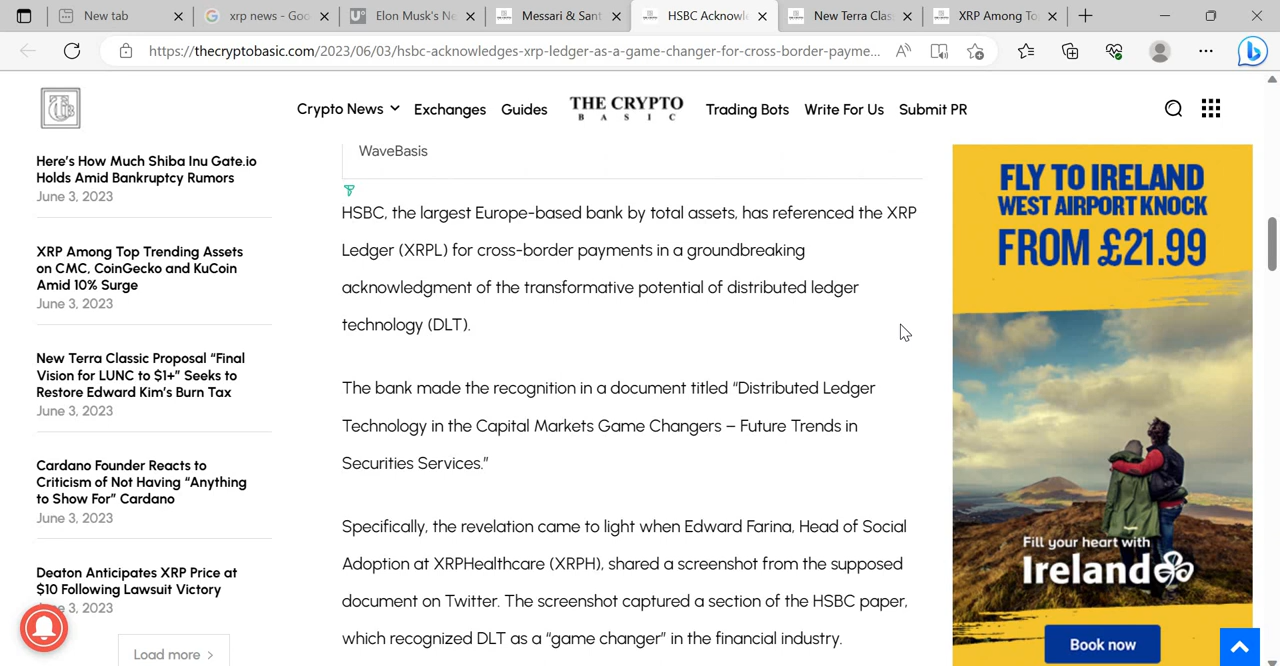 New tab
xrp news - Goo
Elon Musk's Ne
Messari & Sant
HSBC Acknowle
New Terra Clas
XRP Among To
https://thecryptobasic.com/2023/06/03/hsbc-acknowledges-xrp-ledger-as-a-game-changer-for-cross-border-payme...
Crypto News
Exchanges
Guides
THE CRYPTO
BASIC
Trading Bots
Write For Us
Submit PR
Here's How Much Shiba Inu Gate.io
Holds Amid Bankruptcy Rumors
June 3, 2023
XRP Among Top Trending Assets
on CMC, CoinGecko and KuCoin
Amid 10% Surge
June 3, 2023
New Terra Classic Proposal "Final
Vision for LUNC to $1+" Seeks to
Restore Edward Kim's Burn Tax
June 3, 2023
Cardano Founder Reacts to
Criticism of Not Having "Anything
to Show For" Cardano
June 3, 2023
Deaton Anticipates XRP Price at
$10 Following Lawsuit Victory
June 3, 2023
Load more >
WaveBasis
HSBC, the largest Europe-based bank by total assets, has referenced the XRP
Ledger (XRPL) for cross-border payments in a groundbreaking
acknowledgment of the transformative potential of distributed ledger
technology (DLT).
The bank made the recognition in a document titled “Distributed Ledger
Technology in the Capital Markets Game Changers – Future Trends in
Securities Services.”
Specifically, the revelation came to light when Edward Farina, Head of Social
Adoption at XRPHealthcare (XRPH), shared a screenshot from the supposed
document on Twitter. The screenshot captured a section of the HSBC paper,
which recognized DLT as a “game changer” in the financial industry.
FLY TO IRELAND
WEST AIRPORT KNOCK
FROM £21.99
Fill your heart with
Ireland
Book now